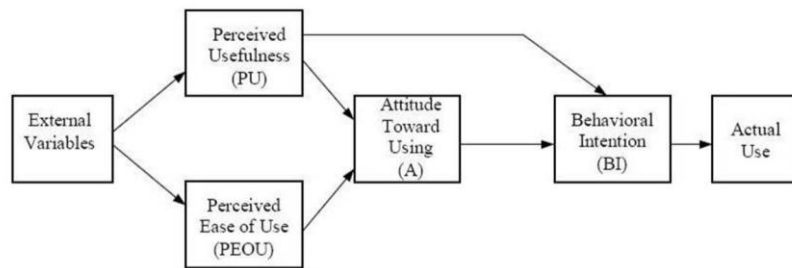 External
Variables
Perceived
Usefulness
(PU)
Perceived
Ease of Use
(PEOU)
Attitude
Toward
Using
(A)
Behavioral
Intention
(BI)
Actual
Use